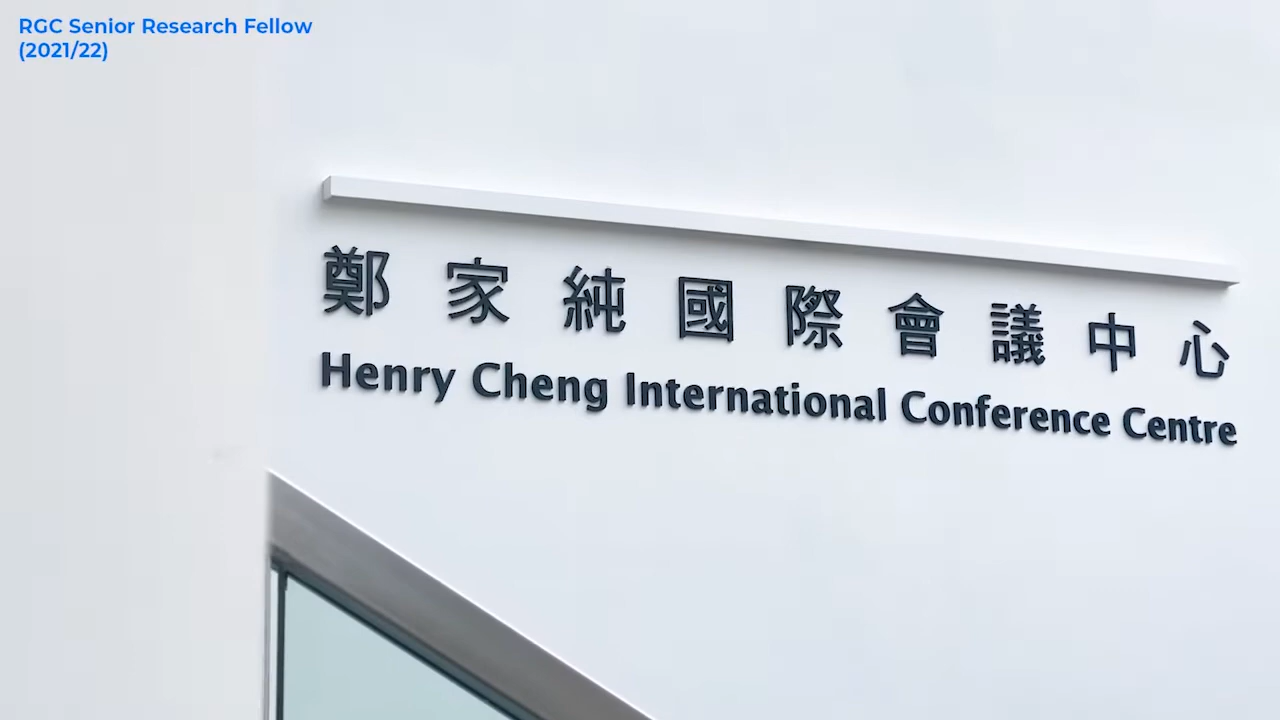 RGC Senior Research Fellow
(2021/22)
鄭家純國際會議中心
Henry Cheng International Conference Centre